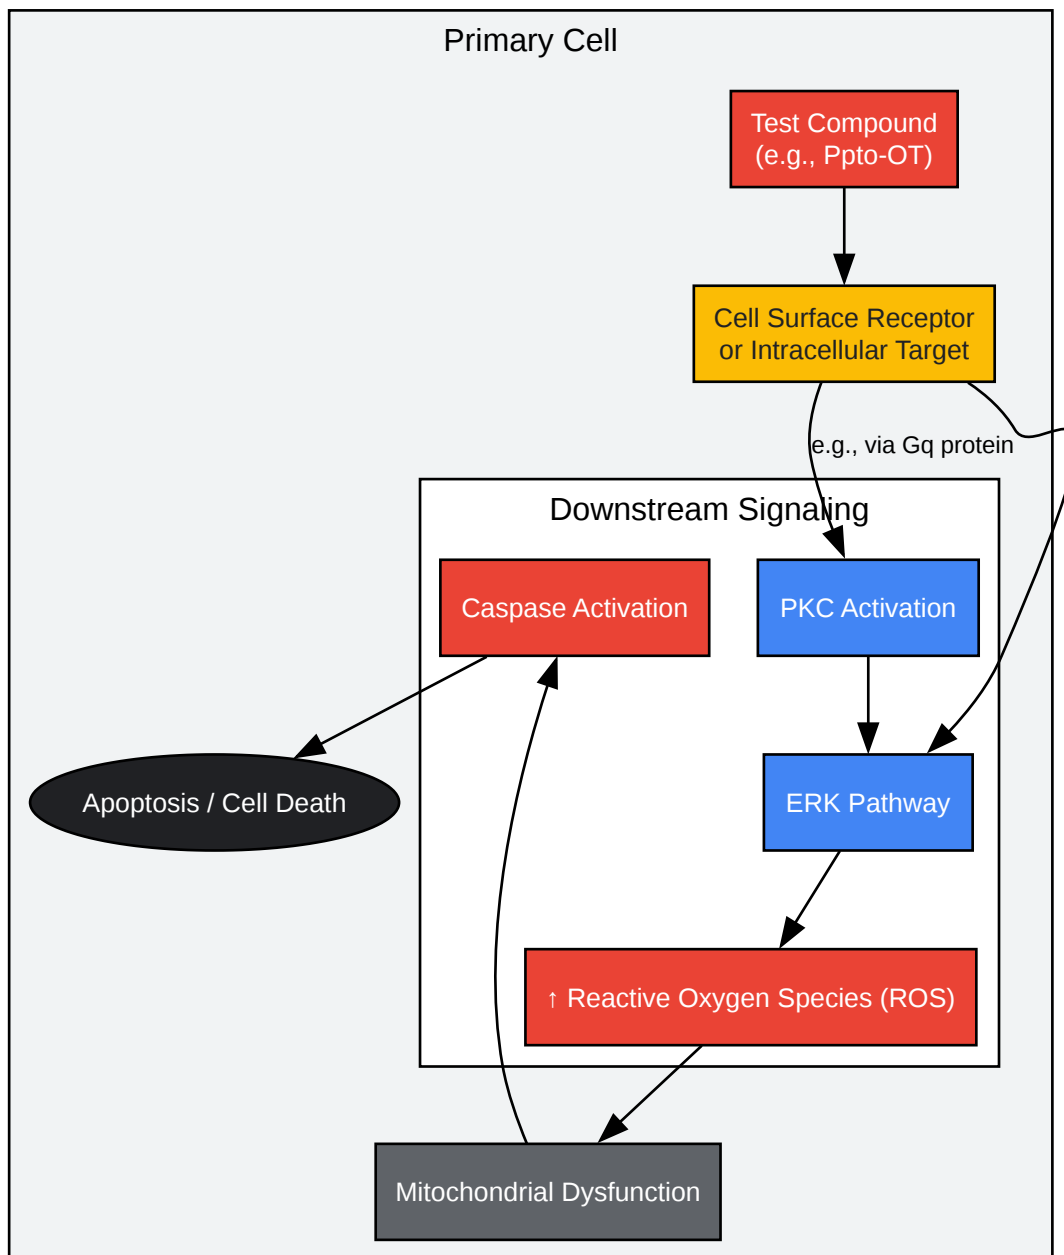 Primary Cell
Test Compound
(e.g., Ppto-OT)
Cell Surface Receptor
or Intracellular Target
e.g., via Gq protein
Downstream Signaling
Caspase Activation
PKC Activation
Apoptosis / Cell Death
ERK Pathway
↑ Reactive Oxygen Species (ROS)
Mitochondrial Dysfunction